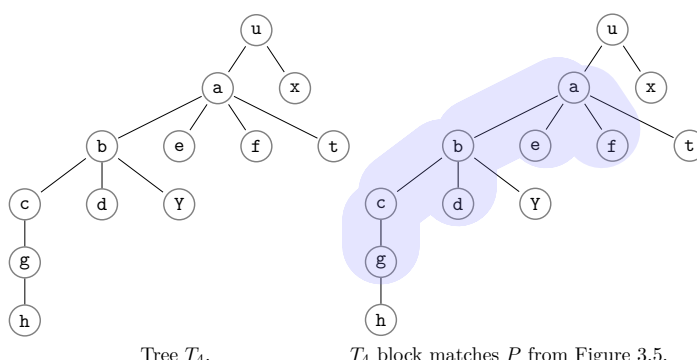 u u
a x a x
b e f t b e f t
c d Y c d Y
g g
h h
Tree T₄. T₄ block matches P from Figure 3.5.